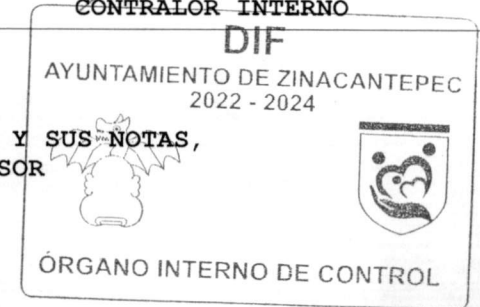 CONTRALOR INTERNO
DIF
AYUNTAMIENTO DE ZINACANTEPEC
2022 - 2024
Y SUS NOTAS,
SOR
ÓRGANO INTERNO DE CONTROL